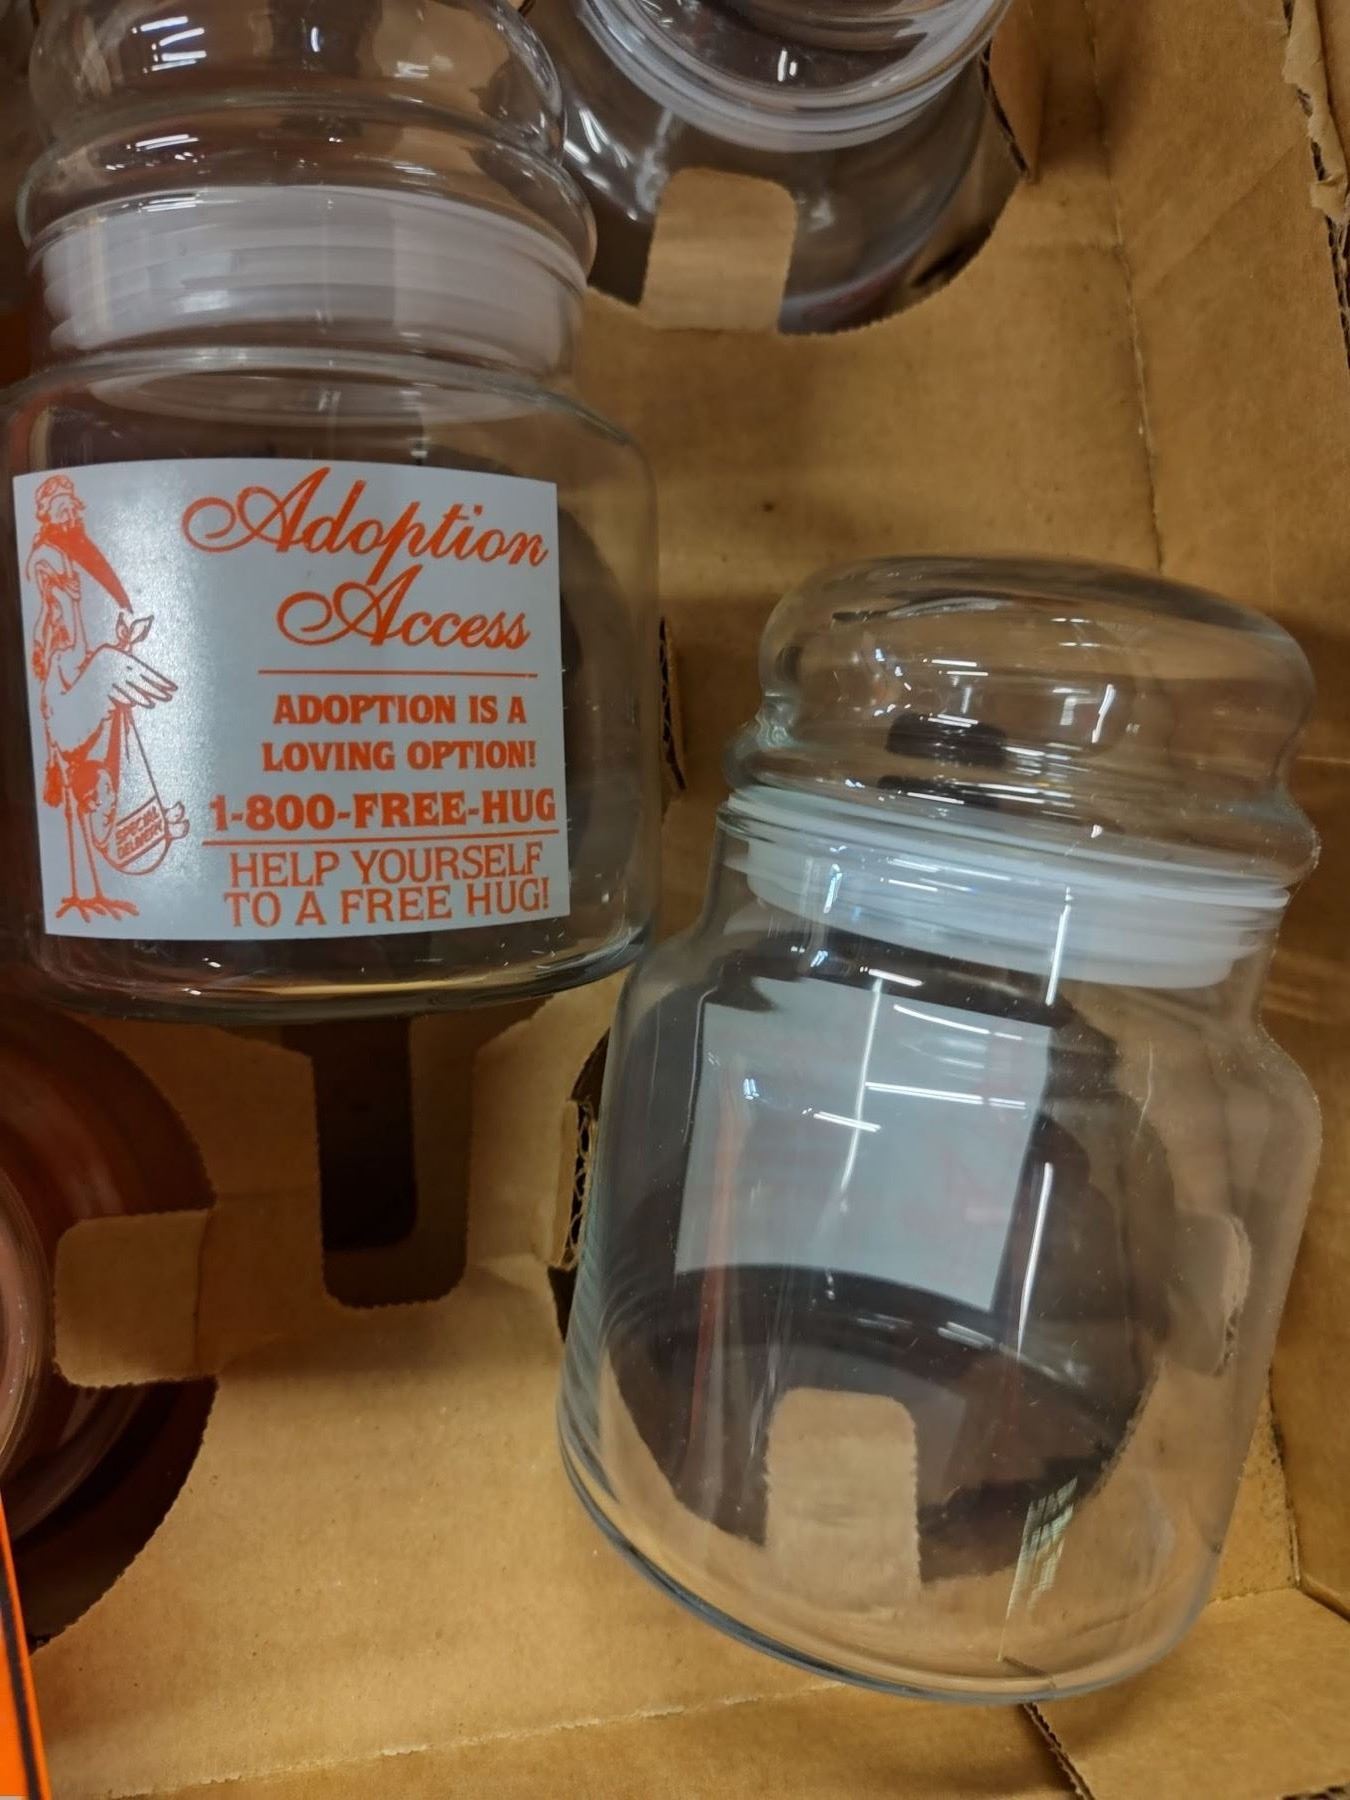 Adoption
Access
ADOPTION IS A
LOVING OPTION!
1-800-FREE-HUG
HELP YOURSELF
TO A FREE HUG!
SPECIAL
DELIVERY